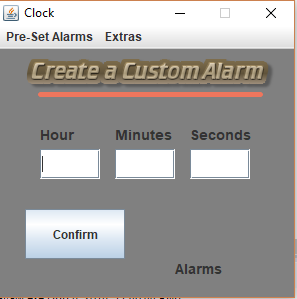 Clock
Pre-Set Alarms Extras
Create a Custom Alarm
Hour Minutes Seconds
Confirm
Alarms